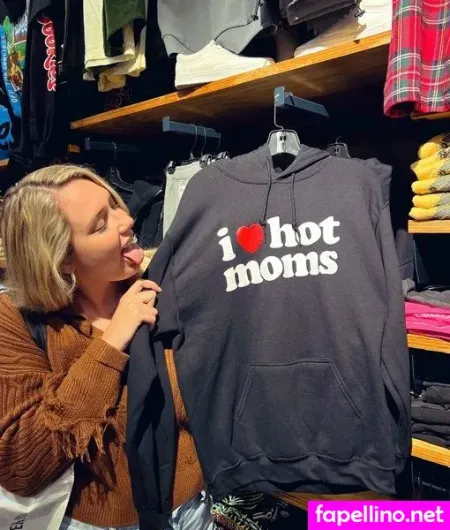 i ❤ hot
moms
fapellino.net